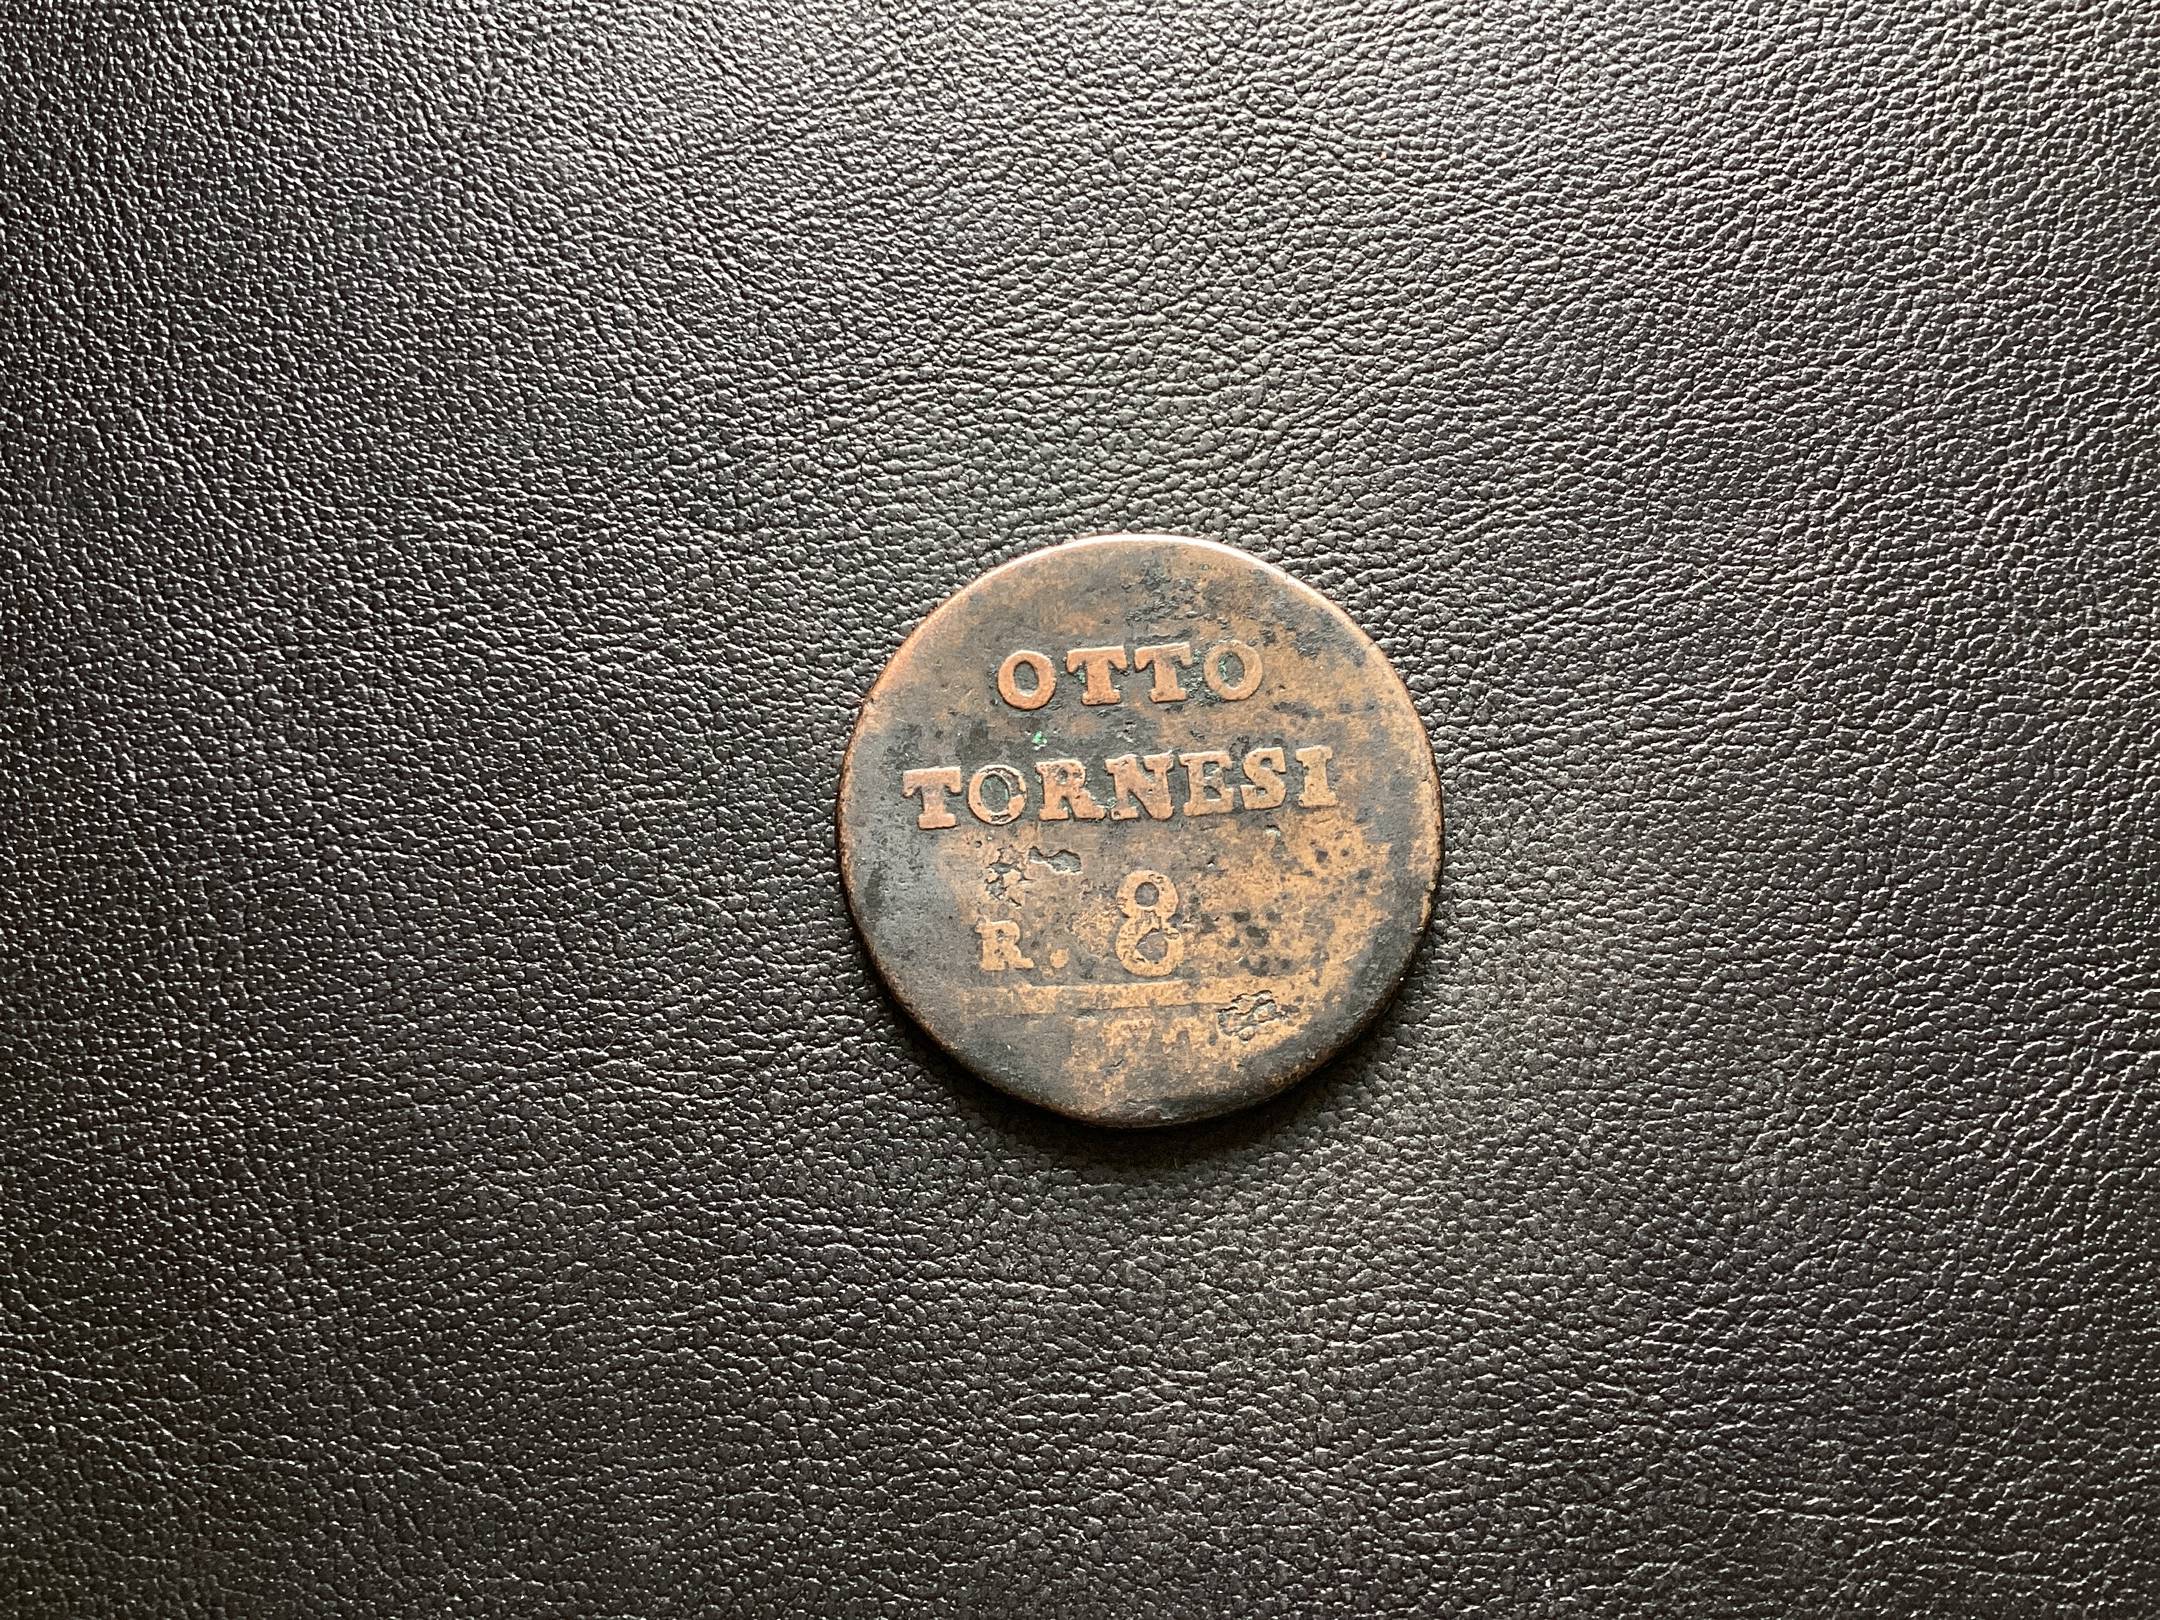 OTTO
TORNESI
R. 8